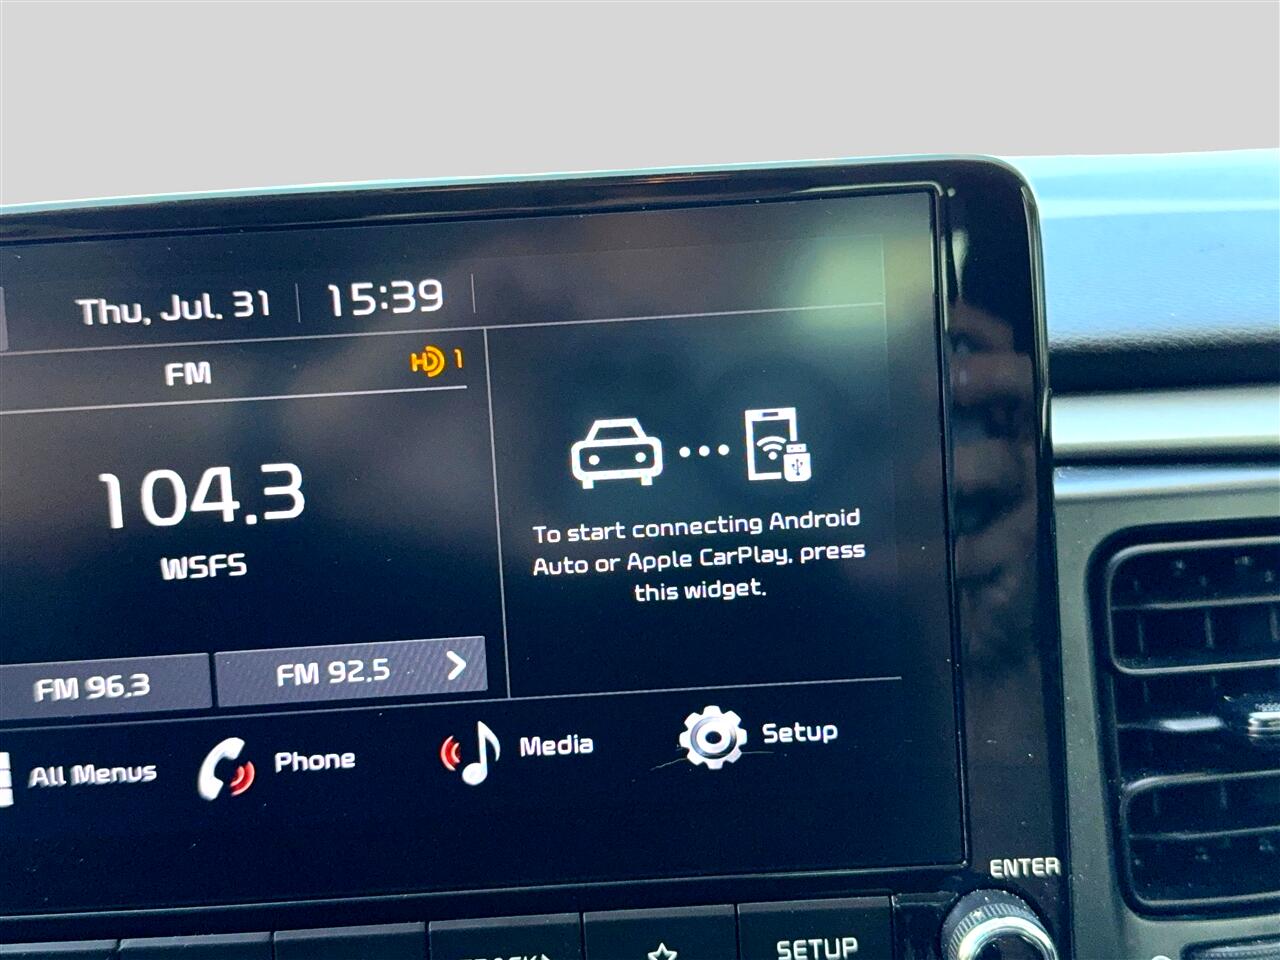 Thu, Jul. 31
15:39
FM
HD 1
104.3
WSFS
FM 96.3
FM 92.5
To start connecting Android
Auto or Apple CarPlay, press
this widget.
All Menus
Phone
Media
Setup
ENTER
SETUP